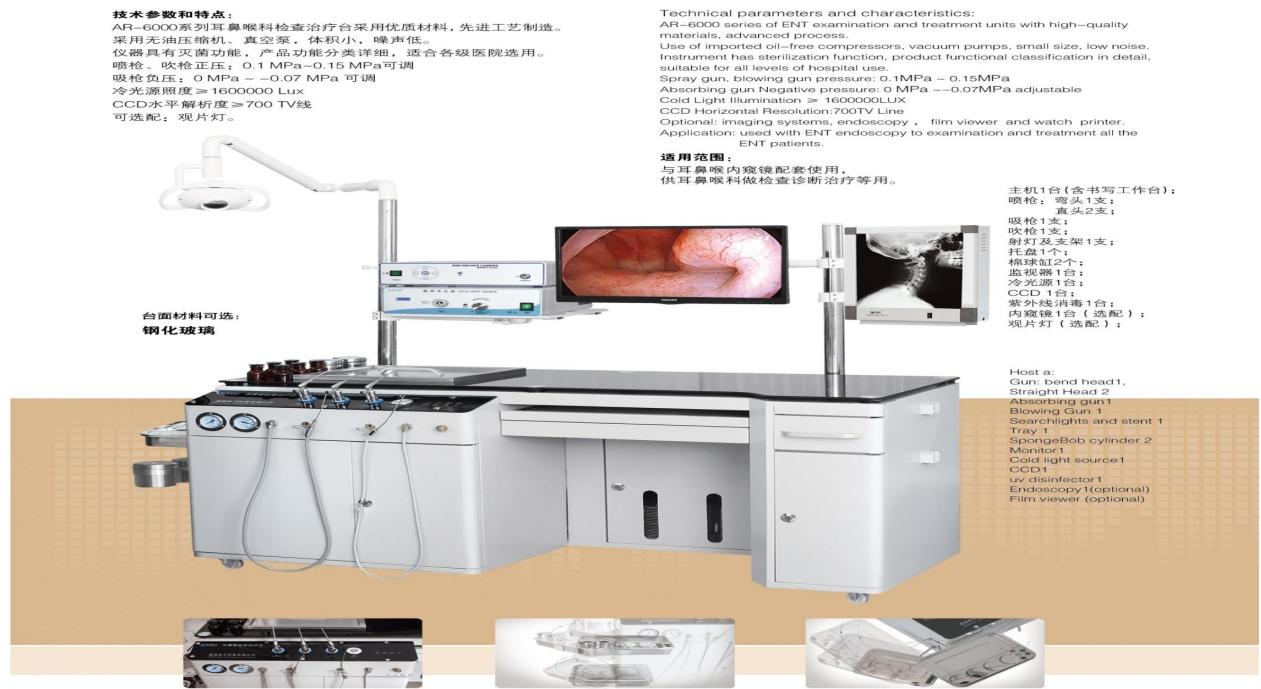 技术参数和特点：
AR-6000系列耳鼻喉科检查治疗台采用优质材料，先进工艺制造。
采用无油压缩机、真空泵，体积小，噪声低。
仪器具有灭菌功能，产品功能分类详细，适合各级医院选用。
喷枪、吹枪正压：0.1 MPa~0.15 MPa可调
吸枪负压：0 MPa ~ -0.07 MPa 可调
冷光源照度≥1600000 Lux
CCD水平解析度≥700 TV线
可选配：观片灯。
Technical parameters and characteristics:
AR-6000 series of ENT examination and treatment units with high-quality
materials, advanced process.
Use of imported oil-free compressors, vacuum pumps, small size, low noise.
Instrument has sterilization function, product functional classification in detail,
suitable for all levels of hospital use.
Spray gun, blowing gun pressure: 0.1MPa ~ 0.15MPa
Absorbing gun Negative pressure: 0 MPa ~-0.07MPa adjustable
Cold Light Illumination ≥ 1600000LUX
CCD Horizontal Resolution:700TV Line
Optional: imaging systems, endoscopy， film viewer and watch printer.
Application: used with ENT endoscopy to examination and treatment all the
ENT patients.
适用范围：
与耳鼻喉内窥镜配套使用，
供耳鼻喉科做检查诊断治疗等用。
主机1台(含书写工作台)；
喷枪：弯头1支；
直头2支；
吸枪1支；
吹枪1支；
射灯及支架1支；
托盘1个；
棉球缸2个；
监视器1台；
冷光源1台；
CCD 1台；
紫外线消毒1台；
内窥镜1台（选配）；
观片灯（选配）；
台面材料可选：
钢化玻璃
Host a:
Gun: bend head1,
Straight Head 2
Absorbing gun1
Blowing Gun 1
Searchlights and stent 1
Tray 1
SpongeBob cylinder 2
Monitor1
Cold light source1
CCD1
uv disinfector1
Endoscopy1(optional)
Film viewer (optional)